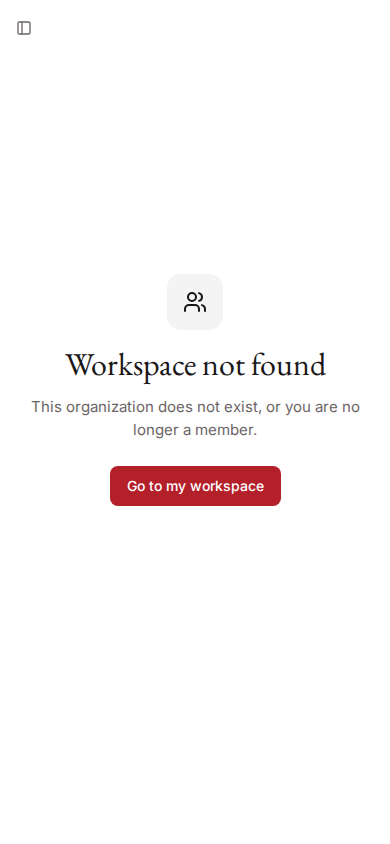 Workspace not found
This organization does not exist, or you are no
longer a member.
Go to my workspace